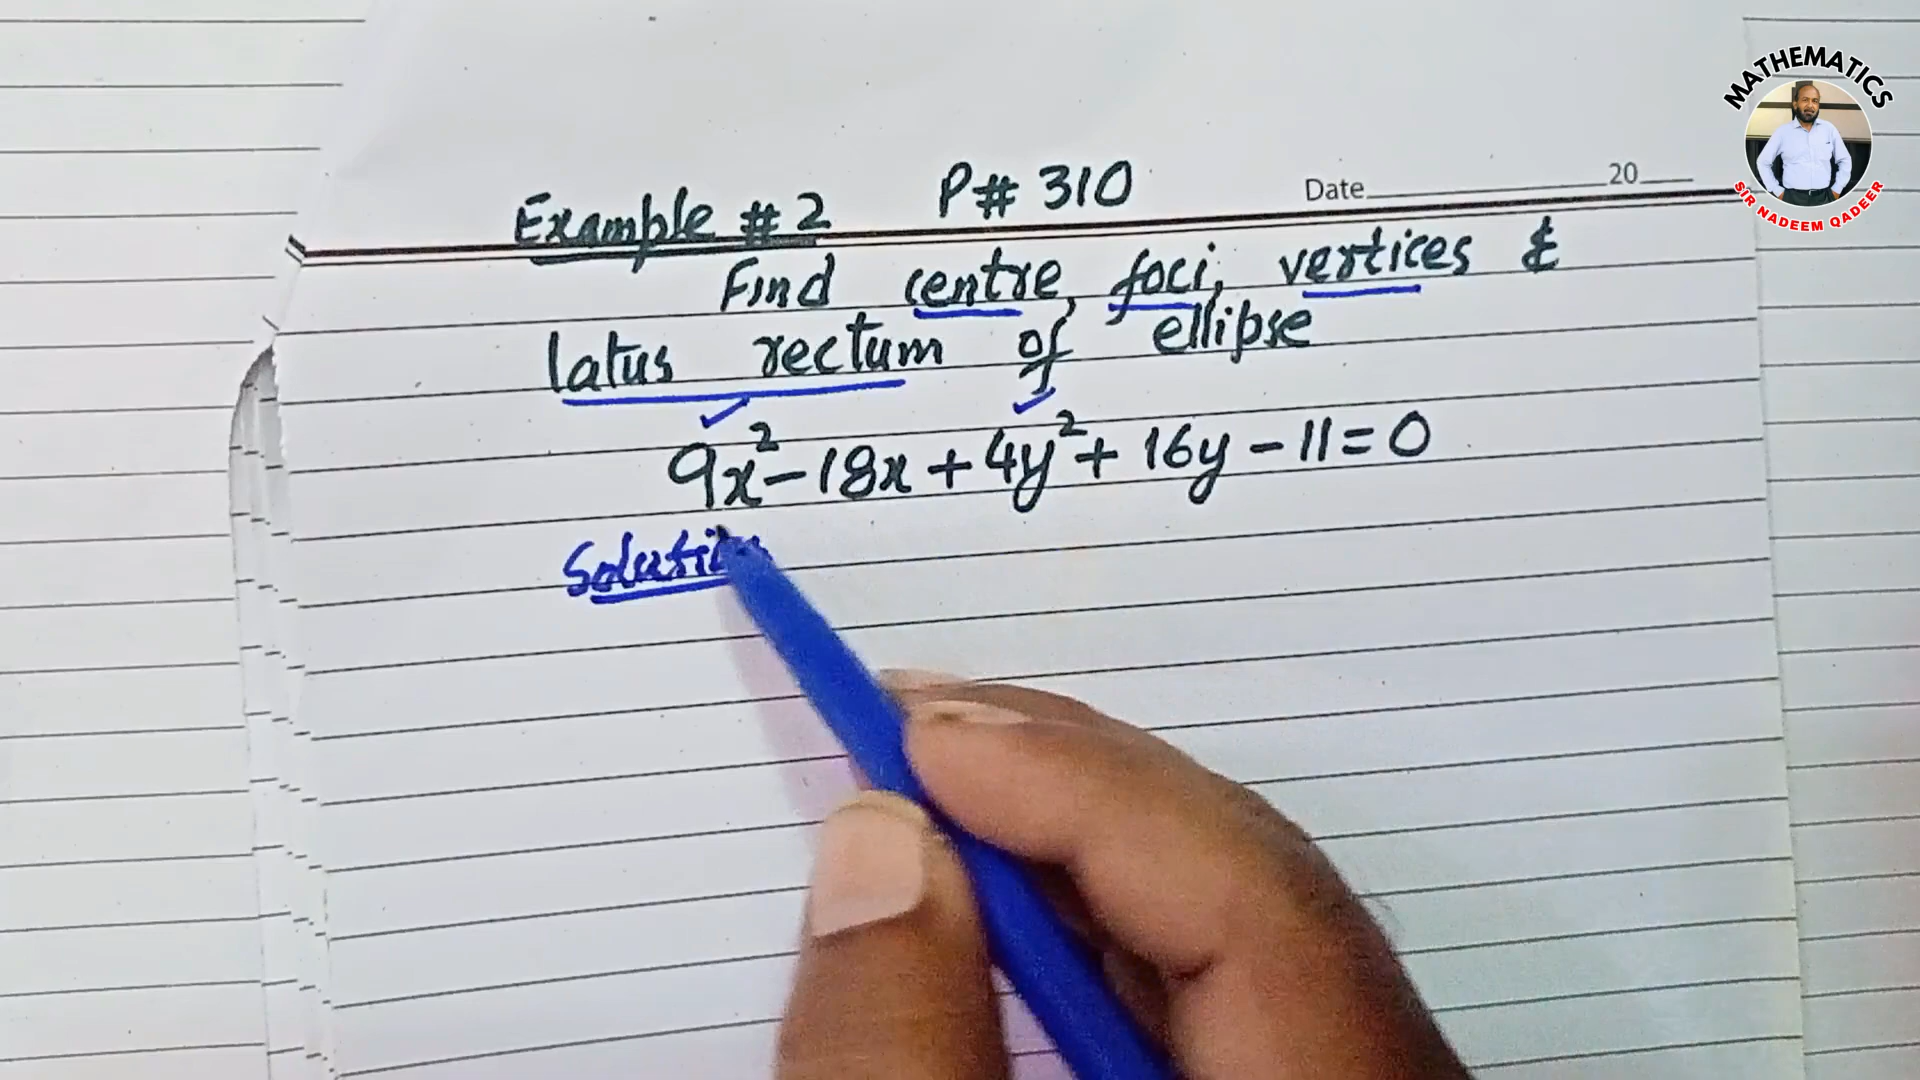 MATHEMATICS
SIR NADEEM QADEER
Example # 2 P# 310 Date 20
Find centre, foci, vertices &
latus rectum of ellipse
9x² - 18x + 4y² + 16y - 11 = 0